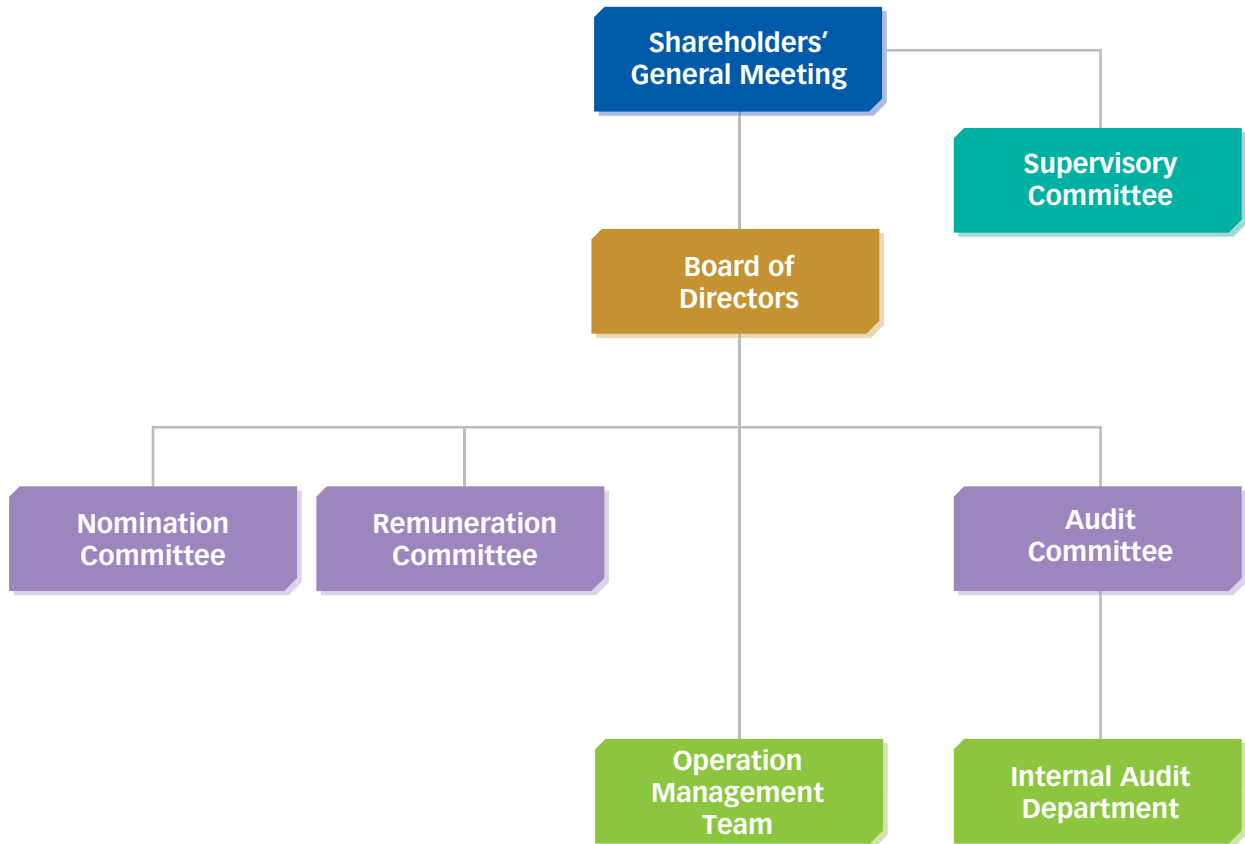 Shareholders’
General Meeting
Supervisory
Committee
Board of
Directors
Nomination
Committee
Remuneration
Committee
Audit
Committee
Operation
Management
Team
Internal Audit
Department